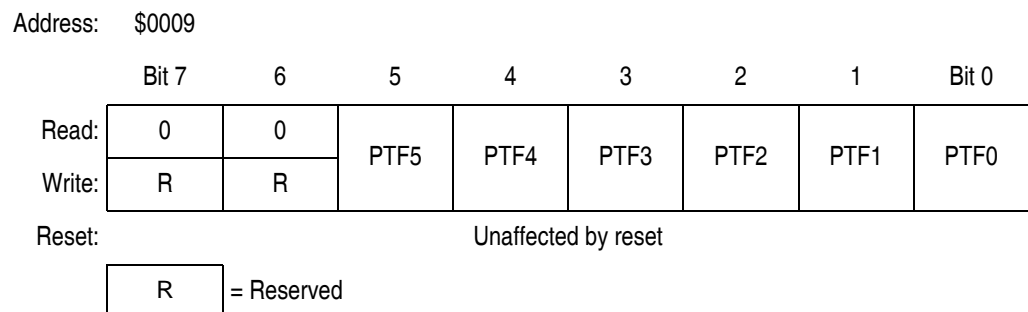 Address: $0009
Bit 7 6 5 4 3 2 1 Bit 0
Read: 0 0 PTF5 PTF4 PTF3 PTF2 PTF1 PTF0
Write: R R
Reset: Unaffected by reset
R = Reserved